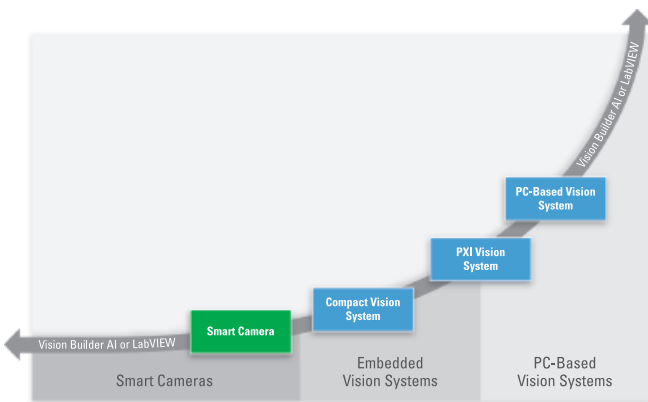 Vision Builder AI or LabVIEW
PC-Based Vision
System
PXI Vision
System
Compact Vision
System
Smart Camera
Vision Builder AI or LabVIEW
Smart Cameras
Embedded
Vision Systems
PC-Based
Vision Systems